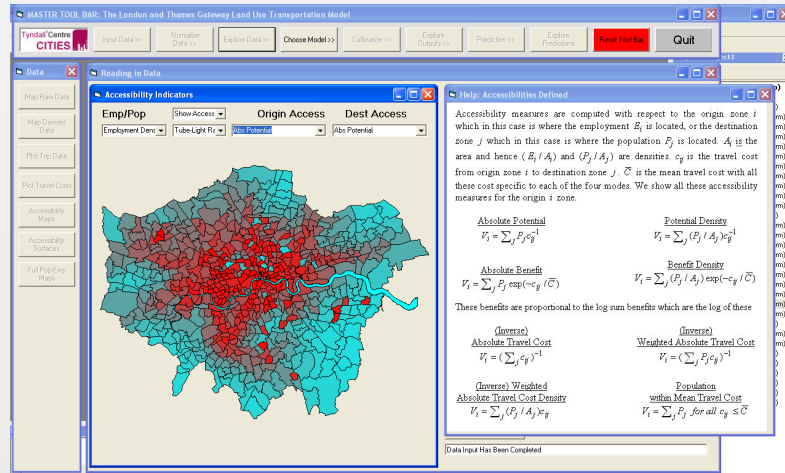 MASTER TOOL BAR: The London and Thames Gateway Land Use Transportation Model
Tyndall°Centre
CITIES
Input Data >>
Normalise
Data >>
Explore Data >>
Choose Model >>
Calibration >>
Explore
Outputs >>
Prediction >>
Explore
Predictions
Reset Tool Bar
Quit
Data
Map Raw Data
Map Derived
Data
Plot Trip Data
Plot Travel Costs
Accessibility
Maps
Accessibility
Surfaces
Full Pop-Emp
Maps
Reading in Data
Accessibility Indicators
Emp/Pop
Show Access
Origin Access
Dest Access
Employment Denc
Tube-Light Ra
Abs Potential
Abs Potential
Help: Accessibilities Defined
Accessibility measures are computed with respect to the origin zone i
which in this case is where the employment E_i is located, or the destination
zone j which in this case is where the population P_j is located. A_i is the
area and hence (E_i / A_i) and (P_j / A_j) are densities. c_ij is the travel cost
from origin zone i to destination zone j. C̅ is the mean travel cost with all
these cost specific to each of the four modes. We show all these accessibility
measures for the origin i zone.
Absolute Potential
V_i = ∑_j P_j c_ij^-1
Potential Density
V_i = ∑_j (P_j / A_j) c_ij^-1
Absolute Benefit
V_i = ∑_j P_j exp(-c_ij / C̅)
Benefit Density
V_i = ∑_j (P_j / A_j) exp(-c_ij / C̅)
These benefits are proportional to the log sum benefits which are the log of these
(Inverse)
Absolute Travel Cost
V_i = (∑_j c_ij)^-1
(Inverse)
Weighted Absolute Travel Cost
V_i = (∑_j P_j c_ij)^-1
(Inverse) Weighted
Absolute Travel Cost Density
V_i = ∑_j (P_j / A_j) c_ij
Population
within Mean Travel Cost
V_i = ∑_j P_j for all c_ij ≤ C̅
Data Input Has Been Completed